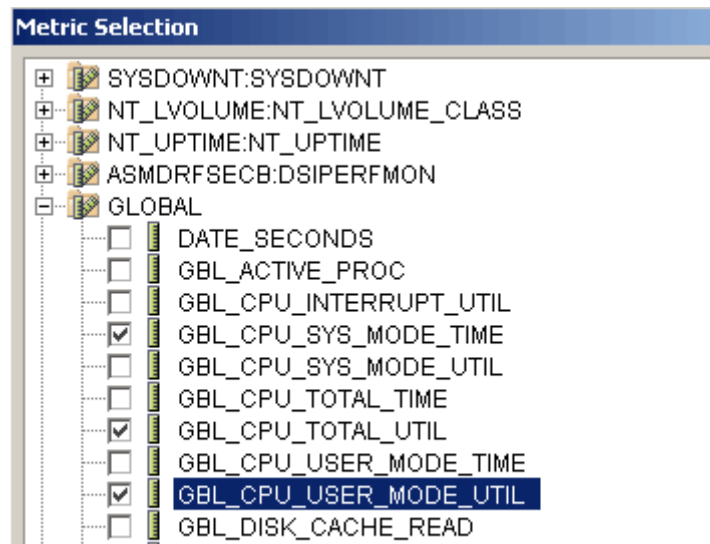 Metric Selection
SYSDOWNT:SYSDOWNT
NT_LVOLUME:NT_LVOLUME_CLASS
NT_UPTIME:NT_UPTIME
ASMDRFSECB:DSIPERFMON
GLOBAL
DATE_SECONDS
GBL_ACTIVE_PROC
GBL_CPU_INTERRUPT_UTIL
GBL_CPU_SYS_MODE_TIME
GBL_CPU_SYS_MODE_UTIL
GBL_CPU_TOTAL_TIME
GBL_CPU_TOTAL_UTIL
GBL_CPU_USER_MODE_TIME
GBL_CPU_USER_MODE_UTIL
GBL_DISK_CACHE_READ